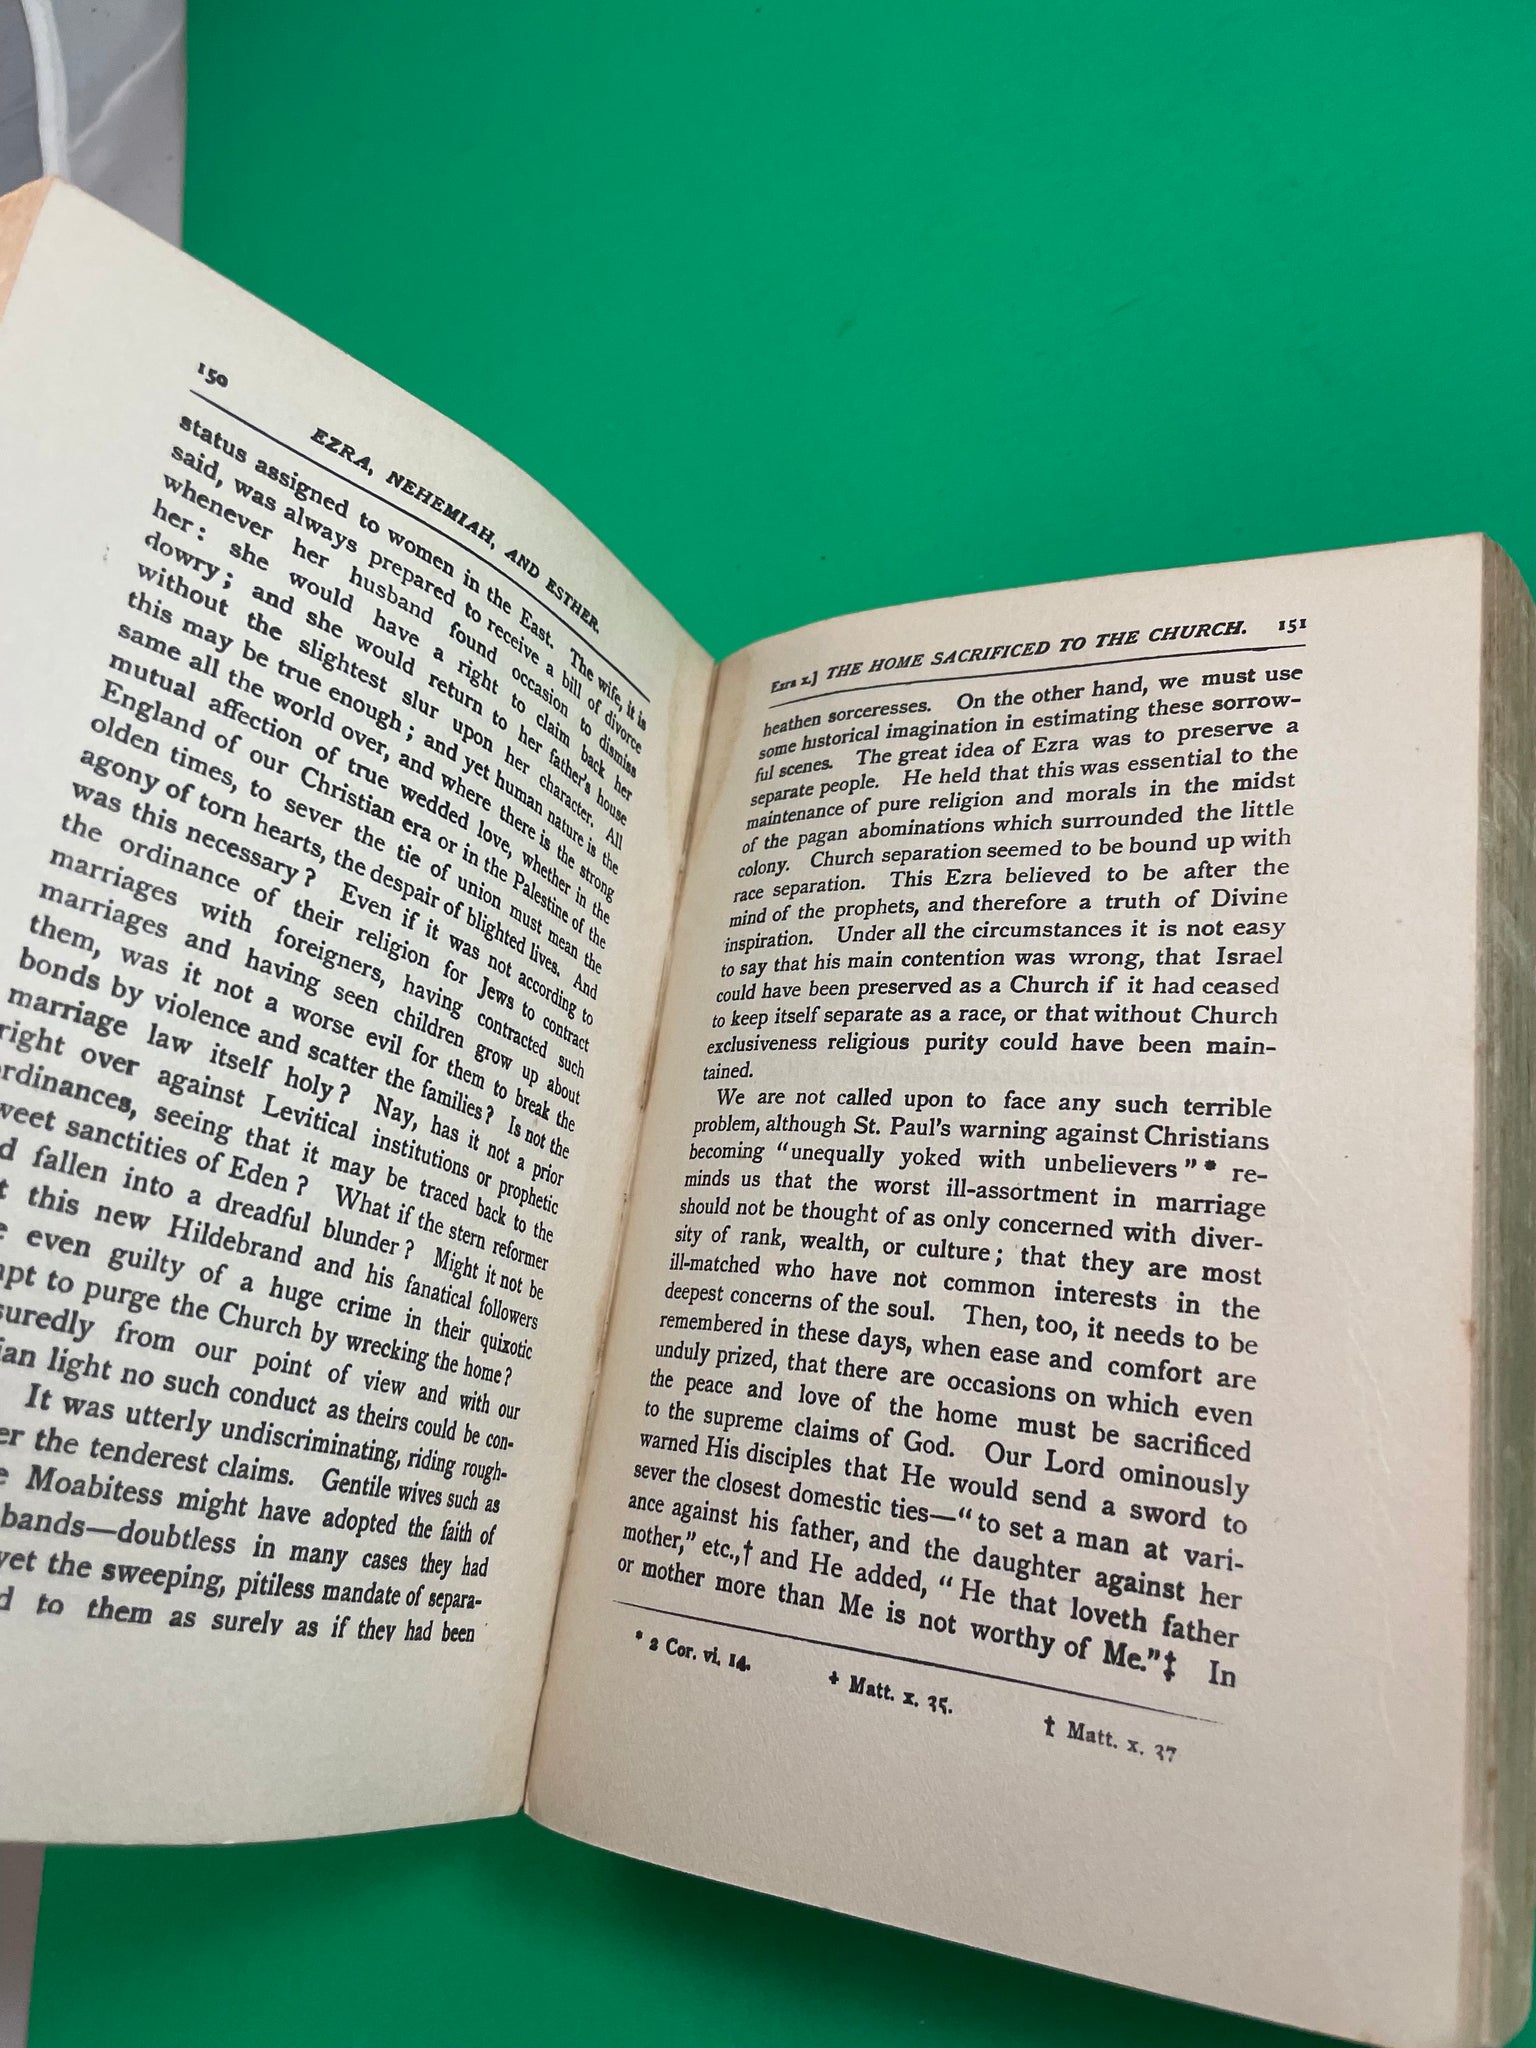 150
EZRA, NEHEMIAH, AND ESTHER.
status assigned to women in the East. The wife, it is
said, was always prepared to receive a bill of divorce
whenever her husband found occasion to dismiss
her: she would have a right to claim back her
dowry; and she would return to her father's house
without the slightest slur upon her character. All
this may be true enough; and yet human nature is the
same all the world over, and where there is the strong
mutual affection of true wedded love, whether in the
England of our Christian era or in the Palestine of the
olden times, to sever the tie of union must mean the
agony of torn hearts, the despair of blighted lives. And
was this necessary? Even if it was not according to
the ordinance of their religion for Jews to contract
marriages with foreigners, having contracted such
marriages and having seen children grow up about
them, was it not a worse evil for them to break the
bonds by violence and scatter the families? Is not the
marriage law itself holy? Nay, has it not a prior
right over against Levitical institutions or prophetic
rdinances, seeing that it may be traced back to the
weet sanctities of Eden? What if the stern reformer
d fallen into a dreadful blunder? Might it not be
t this new Hildebrand and his fanatical followers
e even guilty of a huge crime in their quixotic
pt to purge the Church by wrecking the home?
suredly from our point of view and with our
ian light no such conduct as theirs could be con-
It was utterly undiscriminating, riding rough-
er the tenderest claims. Gentile wives such as
e Moabitess might have adopted the faith of
bands—doubtless in many cases they had
yet the sweeping, pitiless mandate of separa-
d to them as surely as if they had been
Ezra x.] THE HOME SACRIFICED TO THE CHURCH. 151
heathen sorceresses. On the other hand, we must use
some historical imagination in estimating these sorrow-
ful scenes. The great idea of Ezra was to preserve a
separate people. He held that this was essential to the
maintenance of pure religion and morals in the midst
of the pagan abominations which surrounded the little
colony. Church separation seemed to be bound up with
race separation. This Ezra believed to be after the
mind of the prophets, and therefore a truth of Divine
inspiration. Under all the circumstances it is not easy
to say that his main contention was wrong, that Israel
could have been preserved as a Church if it had ceased
to keep itself separate as a race, or that without Church
exclusiveness religious purity could have been main-
tained.
We are not called upon to face any such terrible
problem, although St. Paul's warning against Christians
becoming "unequally yoked with unbelievers"* re-
minds us that the worst ill-assortment in marriage
should not be thought of as only concerned with diver-
sity of rank, wealth, or culture; that they are most
ill-matched who have not common interests in the
deepest concerns of the soul. Then, too, it needs to be
remembered in these days, when ease and comfort are
unduly prized, that there are occasions on which even
the peace and love of the home must be sacrificed
to the supreme claims of God. Our Lord ominously
warned His disciples that He would send a sword to
sever the closest domestic ties—"to set a man at vari-
ance against his father, and the daughter against her
mother," etc.,† and He added, "He that loveth father
or mother more than Me is not worthy of Me."‡ In
* 2 Cor. vi. 14. † Matt. x. 35. ‡ Matt. x. 37